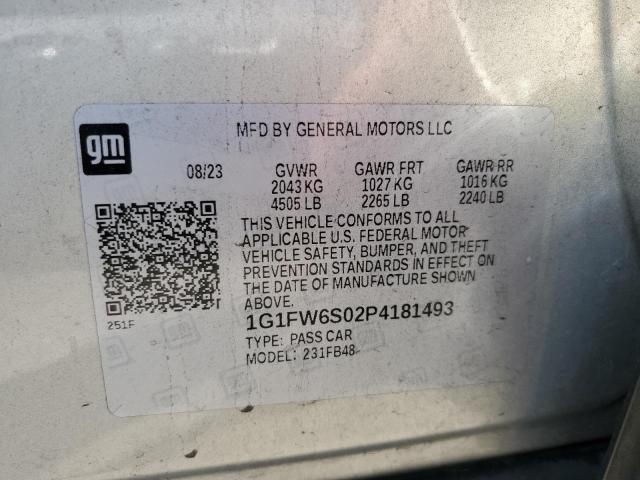 MFD BY GENERAL MOTORS LLC
gm
08/23 GVWR GAWR FRT GAWR RR
2043 KG 1027 KG 1016 KG
4505 LB 2265 LB 2240 LB
THIS VEHICLE CONFORMS TO ALL
APPLICABLE U.S. FEDERAL MOTOR
VEHICLE SAFETY, BUMPER, AND THEFT
PREVENTION STANDARDS IN EFFECT ON
THE DATE OF MANUFACTURE SHOWN
ABOVE.
251F
1G1FW6S02P4181493
TYPE: PASS CAR
MODEL: 231FB48